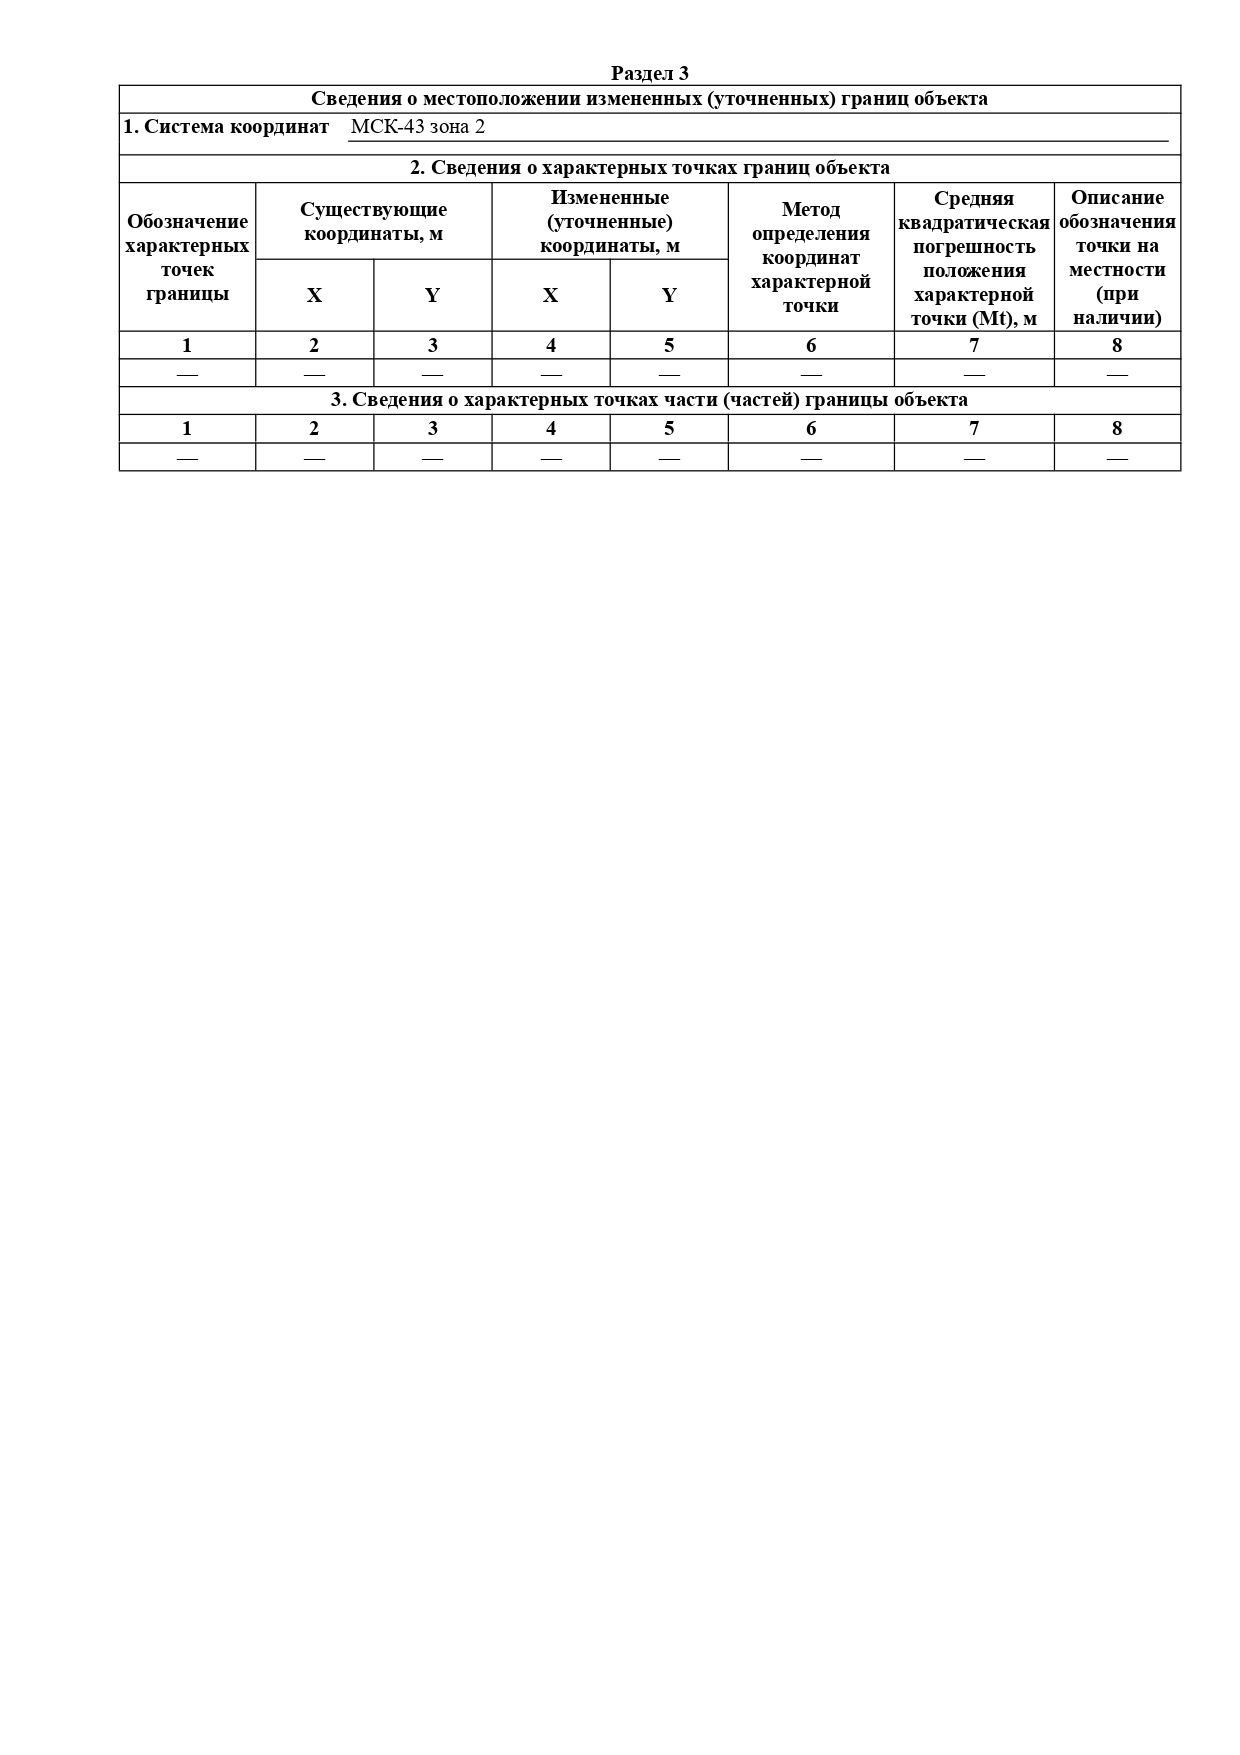 Раздел 3
Сведения о местоположении измененных (уточненных) границ объекта
1. Система координат МСК-43 зона 2
2. Сведения о характерных точках границ объекта
Обозначение
характерных
точек
границы
Существующие
координаты, м
Измененные
(уточненные)
координаты, м
Метод
определения
координат
характерной
точки
Средняя
квадратическая
погрешность
положения
характерной
точки (Mt), м
Описание
обозначения
точки на
местности
(при
наличии)
X Y X Y
1 2 3 4 5 6 7 8
— — — — — — — —
3. Сведения о характерных точках части (частей) границы объекта
1 2 3 4 5 6 7 8
— — — — — — — —